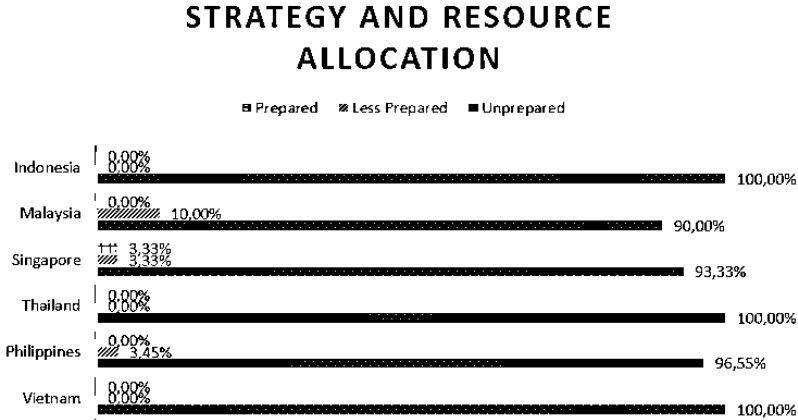 STRATEGY AND RESOURCE
ALLOCATION
Prepared Less Prepared Unprepared
0,00%
Indonesia 0,00%
100,00%
0,00%
Malaysia 10,00%
90,00%
3,33%
Singapore 3,33%
93,33%
0,00%
Thailand 0,00%
100,00%
0,00%
Philippines 3,45%
96,55%
0,00%
Vietnam 0,00%
100,00%